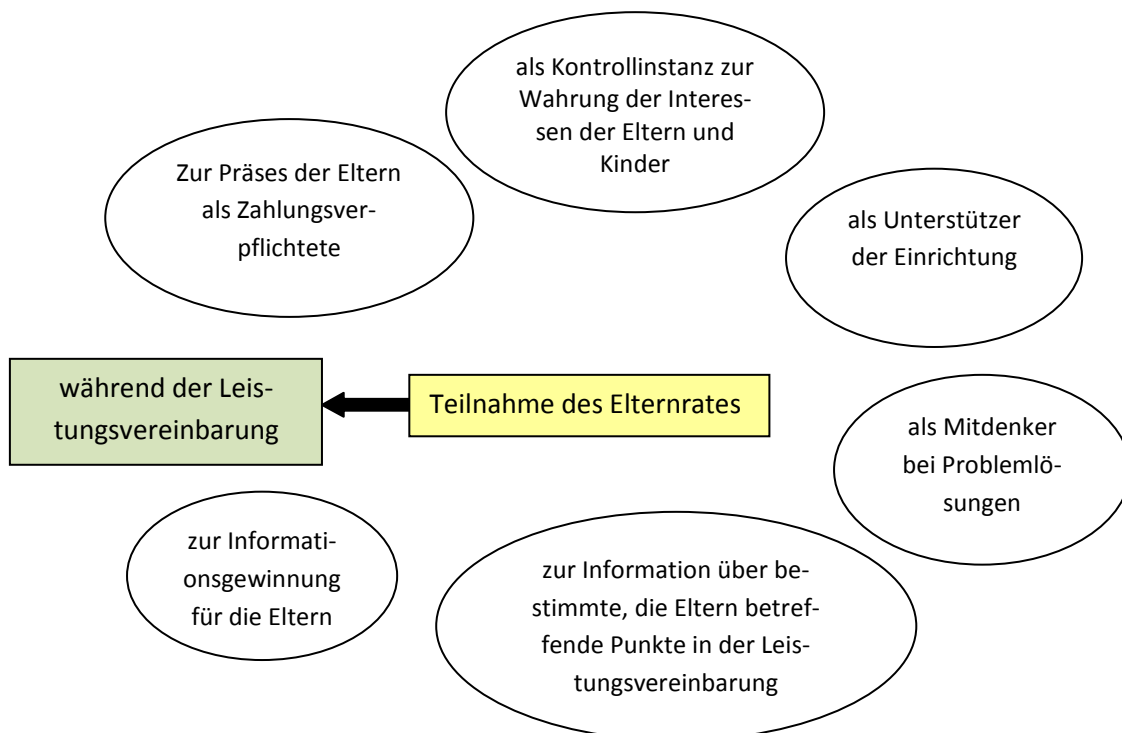 als Kontrollinstanz zur
Wahrung der Interes-
sen der Eltern und
Kinder
Zur Präses der Eltern
als Zahlungsver-
pflichtete
als Unterstützer
der Einrichtung
während der Leis-
tungsvereinbarung
Teilnahme des Elternrates
als Mitdenker
bei Problemlö-
sungen
zur Informati-
onsgewinnung
für die Eltern
zur Information über be-
stimmte, die Eltern betref-
fende Punkte in der Leis-
tungsvereinbarung